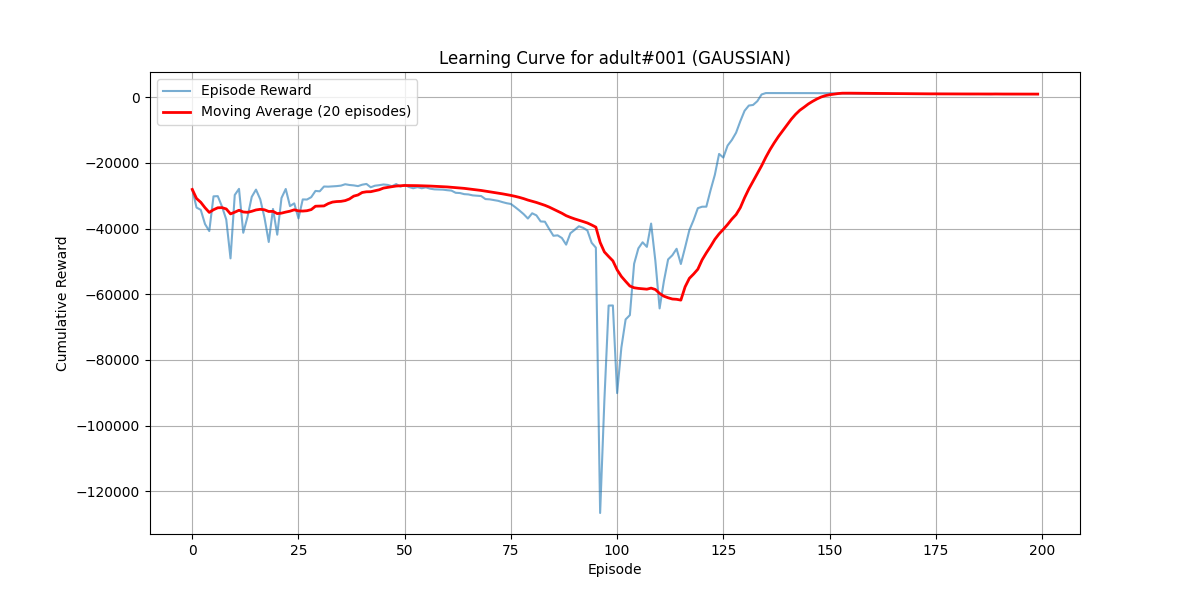 Learning Curve for adult#001 (GAUSSIAN)
Episode Reward
Moving Average (20 episodes)
Cumulative Reward
0
−20000
−40000
−60000
−80000
−100000
−120000
0 25 50 75 100 125 150 175 200
Episode